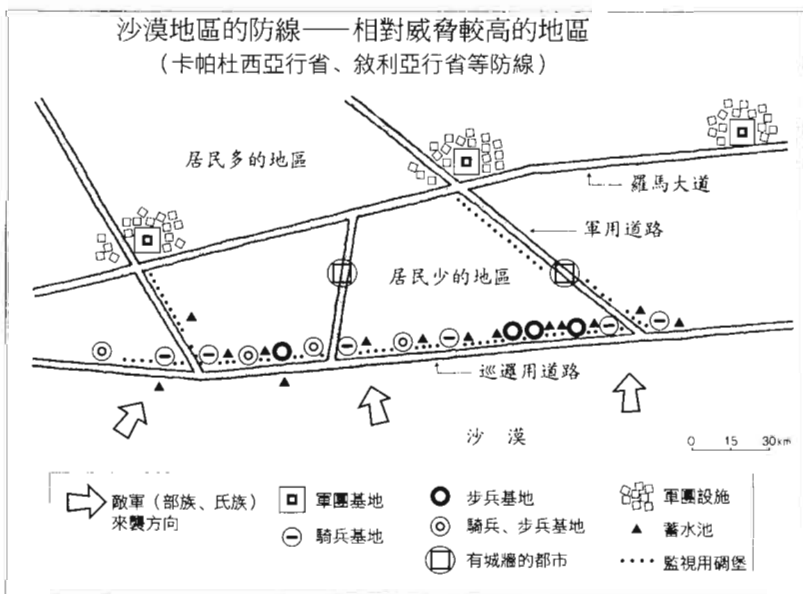 沙漠地區的防線——相對威脅較高的地區
（卡帕杜西亞行省、敘利亞行省等防線）
居民多的地區
羅馬大道
軍用道路
居民少的地區
巡邏用道路
沙 漠
0 15 30km
敵軍（部族、氏族）
來襲方向
軍團基地
騎兵基地
步兵基地
騎兵、步兵基地
有城牆的都市
軍團設施
蓄水池
監視用碉堡